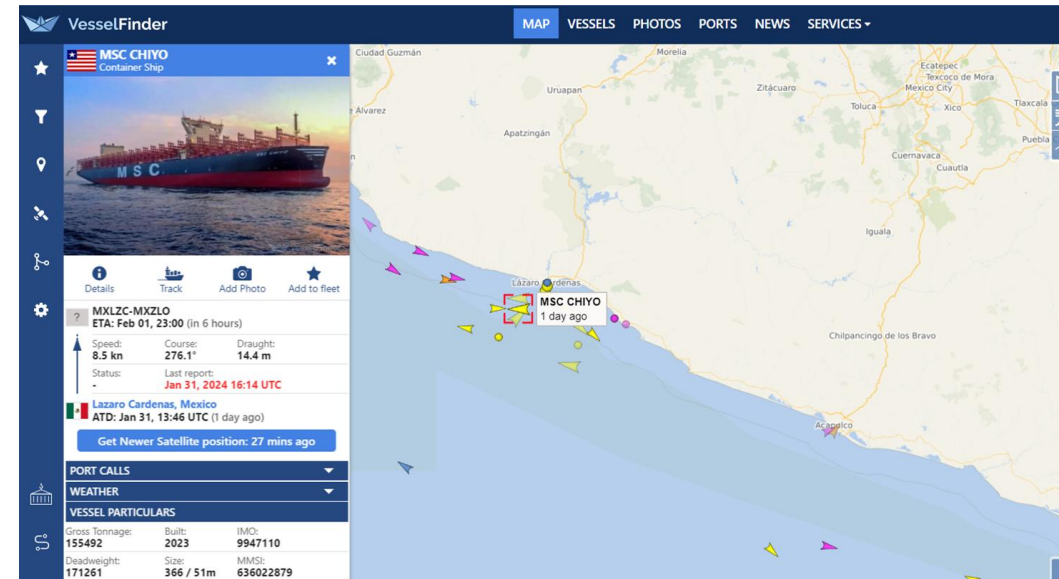 VesselFinder
MAP VESSELS PHOTOS PORTS NEWS SERVICES
MSC CHIYO
Container Ship
MSC
Details Track Add Photo Add to fleet
? MXLZC-MXZLO
ETA: Feb 01, 23:00 (in 6 hours)
Speed: Course: Draught:
8.5 kn 276.1° 14.4 m
Status: Last report:
- Jan 31, 2024 16:14 UTC
Lazaro Cardenas, Mexico
ATD: Jan 31, 13:46 UTC (1 day ago)
Get Newer Satellite position: 27 mins ago
PORT CALLS
WEATHER
VESSEL PARTICULARS
Gross Tonnage: Built: IMO:
155492 2023 9947110
Deadweight: Size: MMSI:
171261 366 / 51m 636022879
Ciudad Guzmán
Morelia
Ecatepec
Texcoco de Mora
Mexico City
Uruapan
Zitácuaro
Toluca
Xico
Tlaxcala
Alvarez
Apatzingán
Puebla
Cuernavaca
Cuautla
Iguala
Lázaro Cárdenas
MSC CHIYO
1 day ago
Chilpancingo de los Bravo
Acapulco